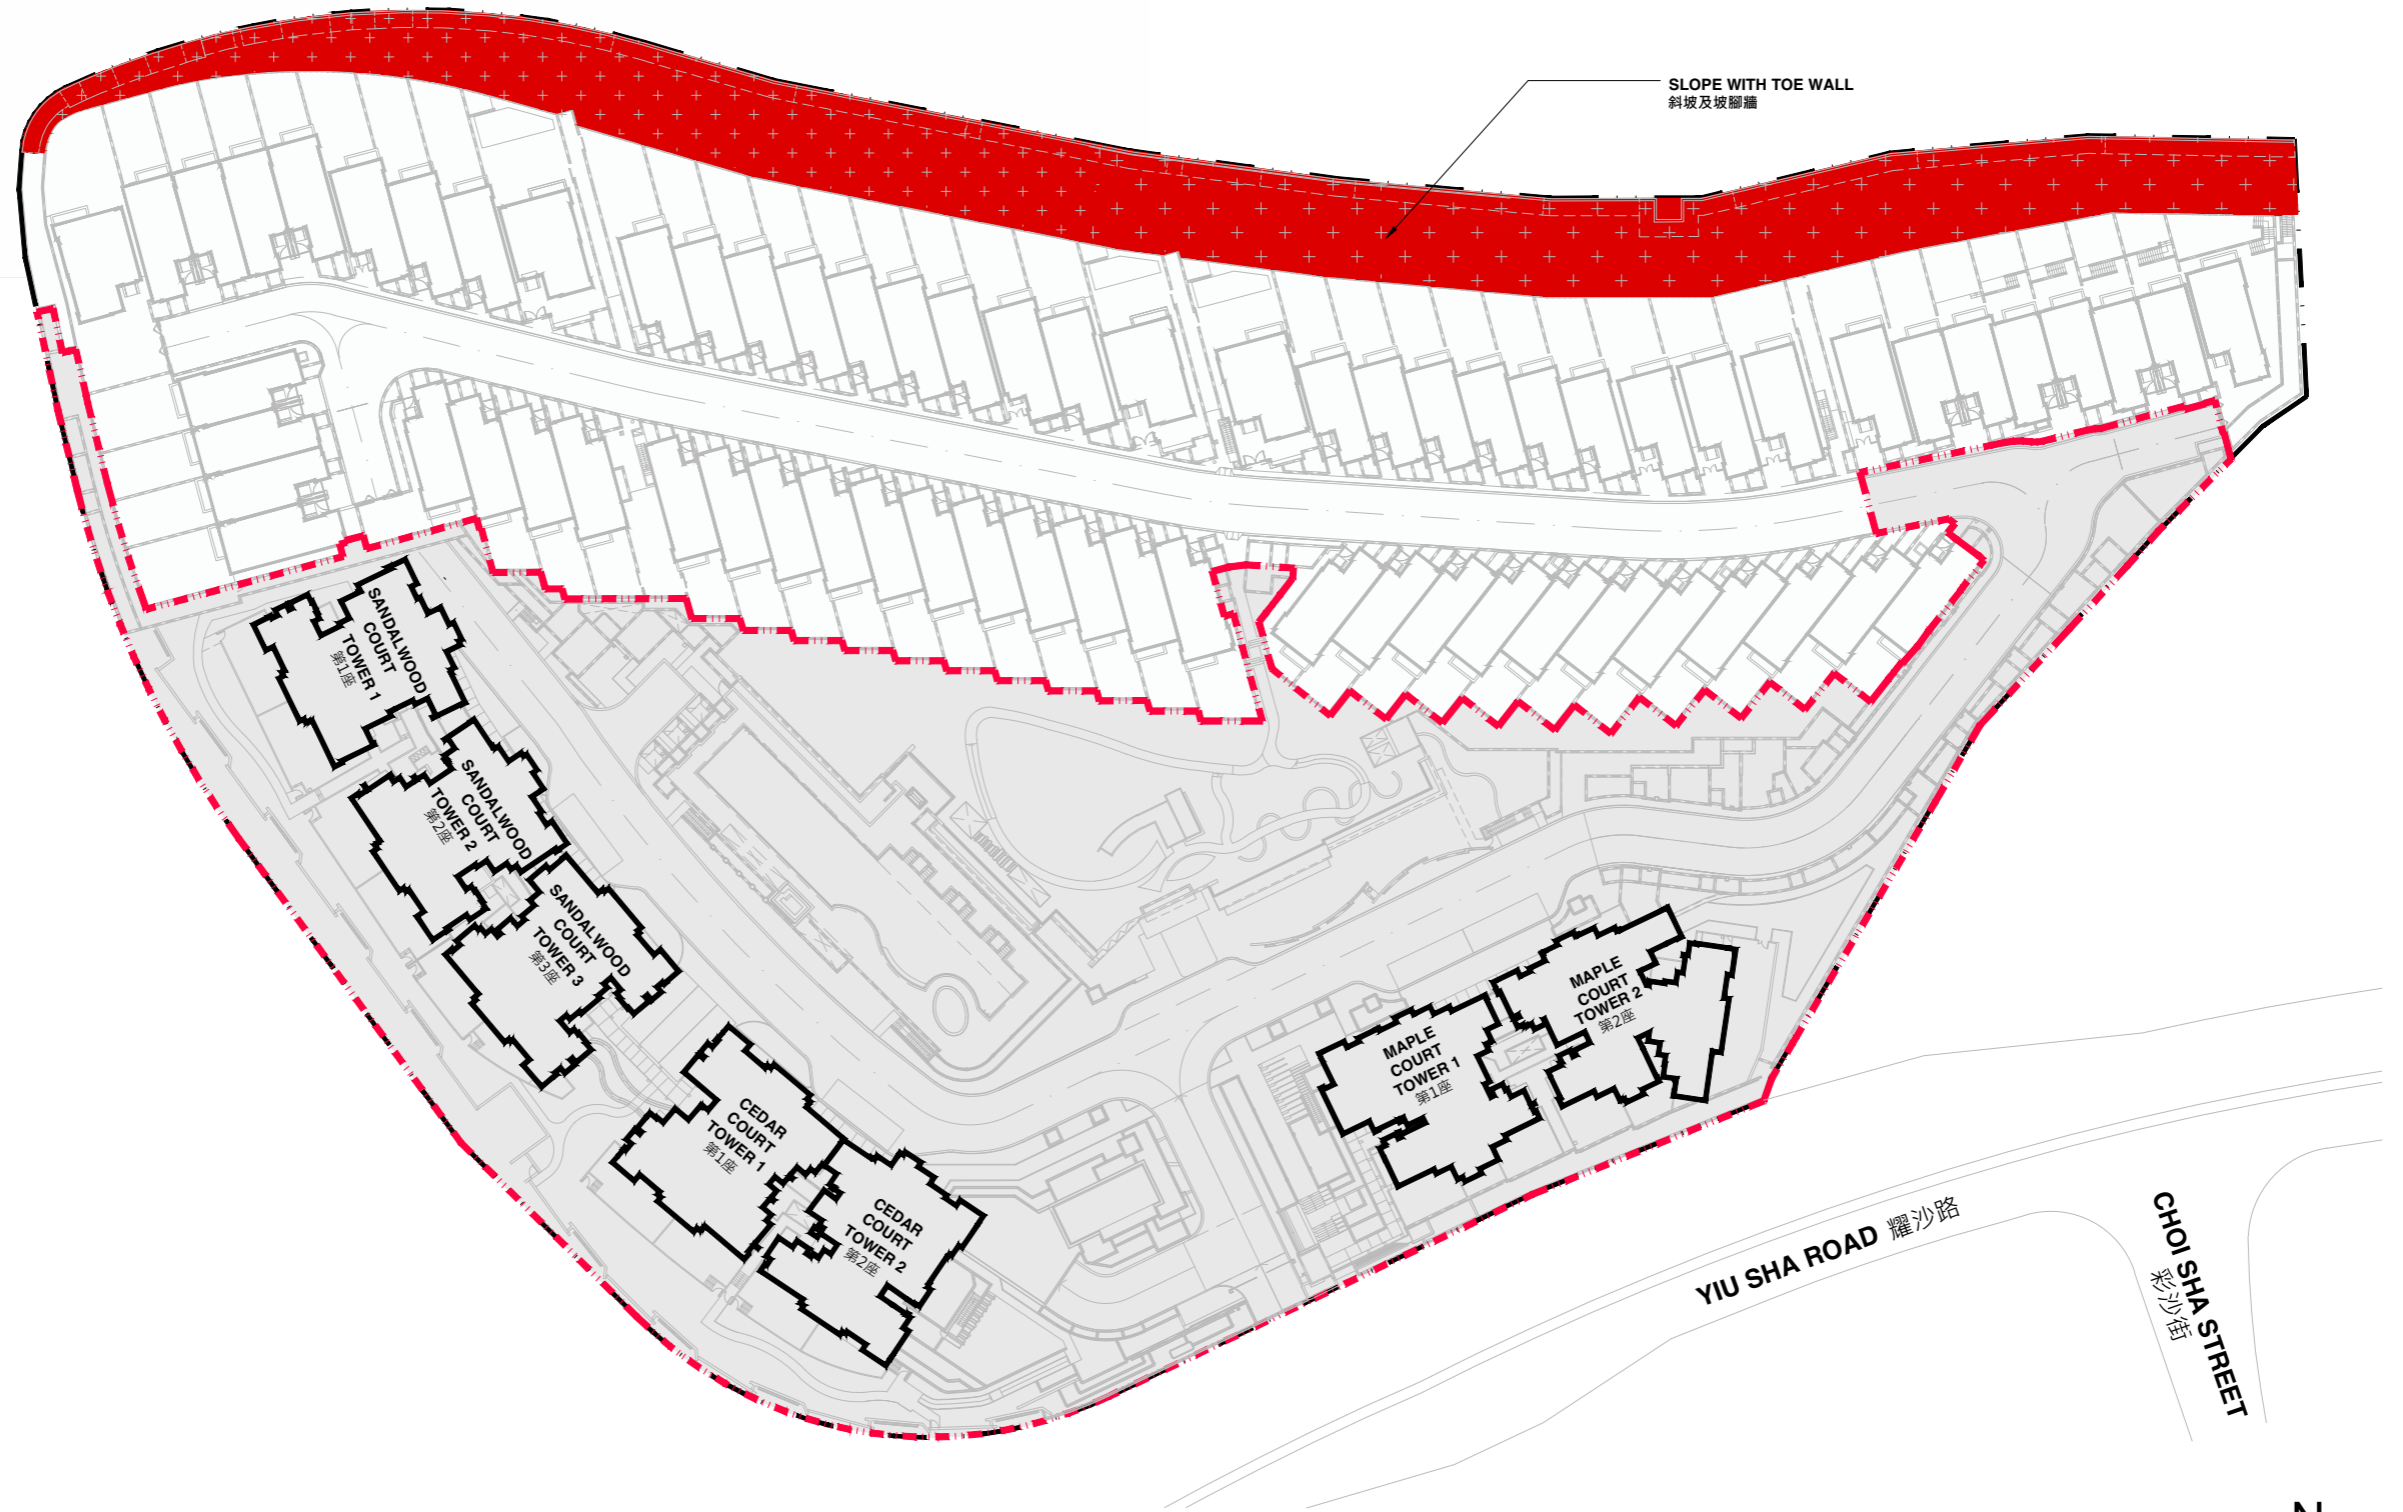 SLOPE WITH TOE WALL
斜坡及坡腳牆
SANDALWOOD
COURT
TOWER 1
第1座
SANDALWOOD
COURT
TOWER 2
第2座
SANDALWOOD
COURT
TOWER 3
第3座
CEDAR
COURT
TOWER 1
第1座
CEDAR
COURT
TOWER 2
第2座
MAPLE
COURT
TOWER 1
第1座
MAPLE
COURT
TOWER 2
第2座
YIU SHA ROAD 耀沙路
CHOI SHA STREET
彩沙街